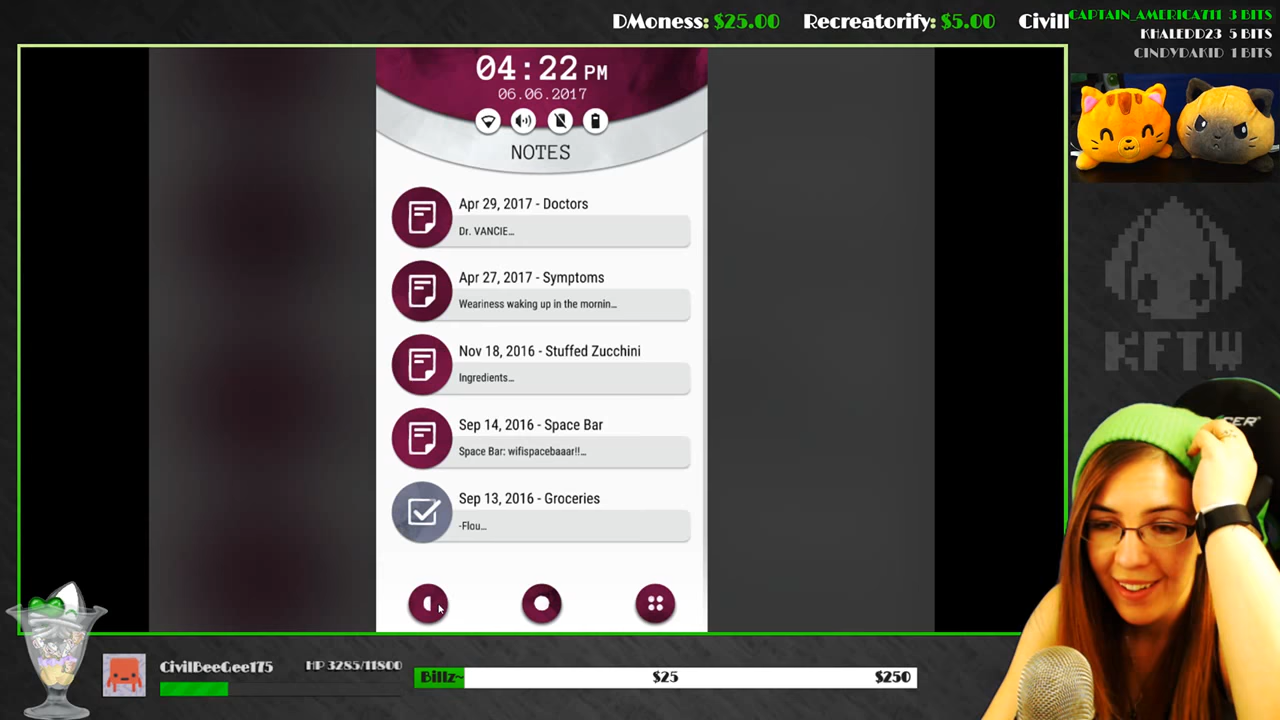 DMoness: $25.00 Recreatorify: $5.00 Civill
CAPTAIN_AMERICA711 3 BITS
KHALEDD23 5 BITS
CINDYDAKID 1 BITS
04:22 PM
06.06.2017
NOTES
Apr 29, 2017 - Doctors
Dr. VANCIE...
Apr 27, 2017 - Symptoms
Weariness waking up in the mornin...
Nov 18, 2016 - Stuffed Zucchini
Ingredients...
Sep 14, 2016 - Space Bar
Space Bar: wifispacebaaar!!...
Sep 13, 2016 - Groceries
-Flou...
KFTW
CivilBeeGee175 HP 3285/11800
Billz~ $25 $250